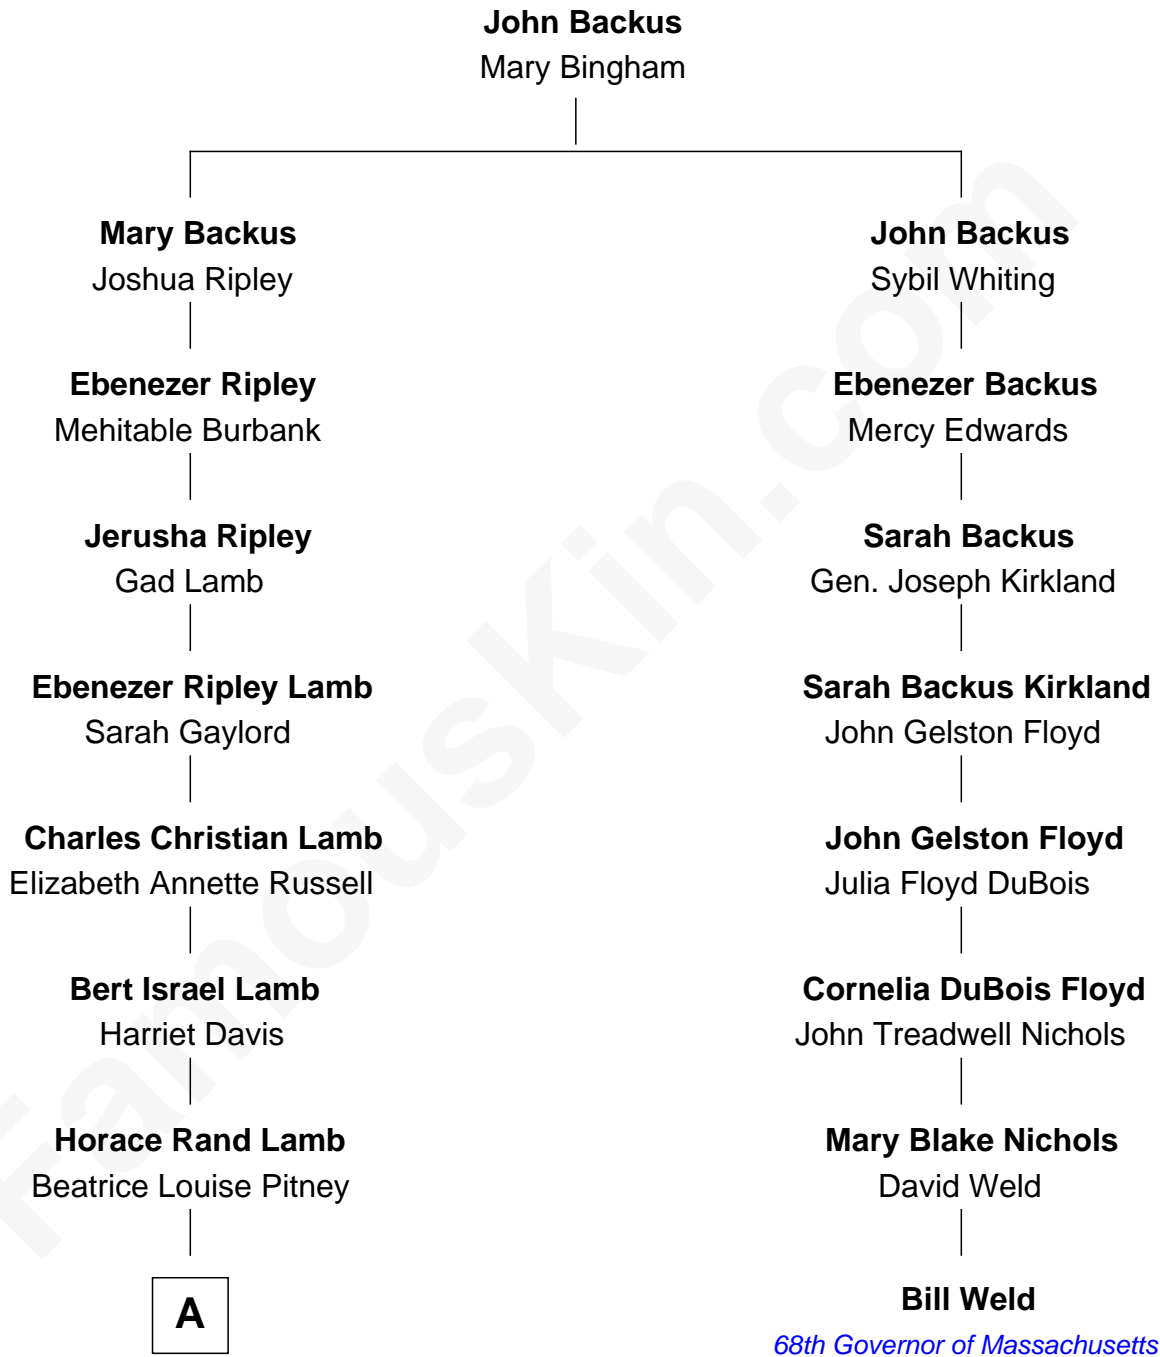 John Backus
Mary Bingham
Mary Backus
Joshua Ripley
John Backus
Sybil Whiting
Ebenezer Ripley
Mehitable Burbank
Ebenezer Backus
Mercy Edwards
Jerusha Ripley
Gad Lamb
Sarah Backus
Gen. Joseph Kirkland
Ebenezer Ripley Lamb
Sarah Gaylord
Sarah Backus Kirkland
John Gelston Floyd
Charles Christian Lamb
Elizabeth Annette Russell
John Gelston Floyd
Julia Floyd DuBois
Bert Israel Lamb
Harriet Davis
Cornelia DuBois Floyd
John Treadwell Nichols
Horace Rand Lamb
Beatrice Louise Pitney
Mary Blake Nichols
David Weld
A
Bill Weld
68th Governor of Massachusetts
FamousKin.com